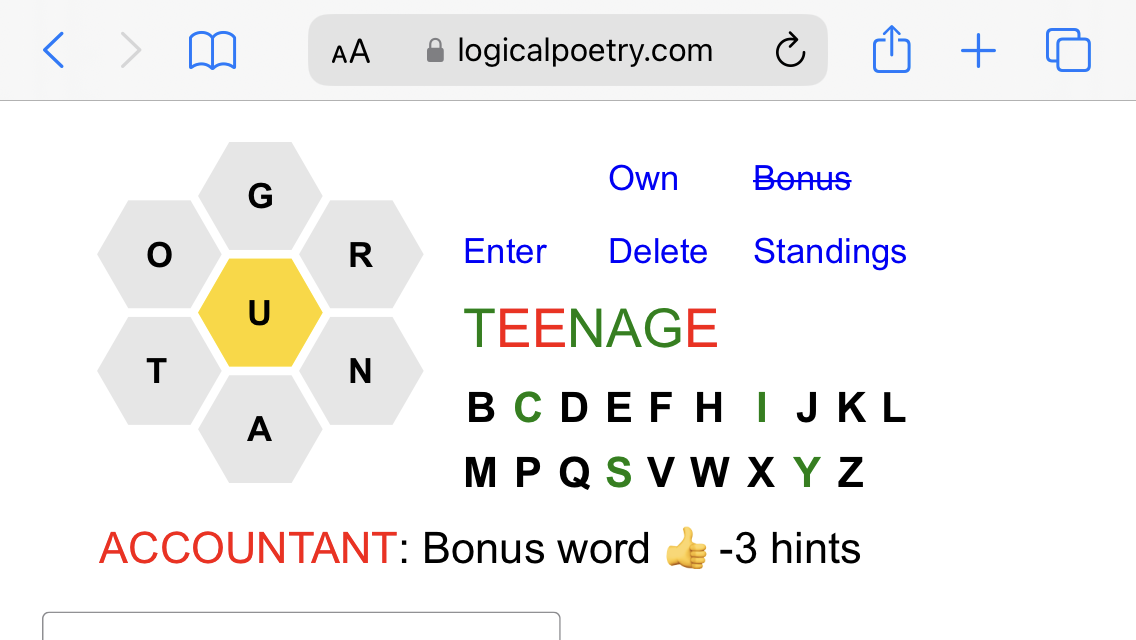 AA logicalpoetry.com
G
O R
U
T N
A
Own Bonus
Enter Delete Standings
TEENAGE
B C D E F H I J K L
M P Q S V W X Y Z
ACCOUNTANT: Bonus word 👍 -3 hints